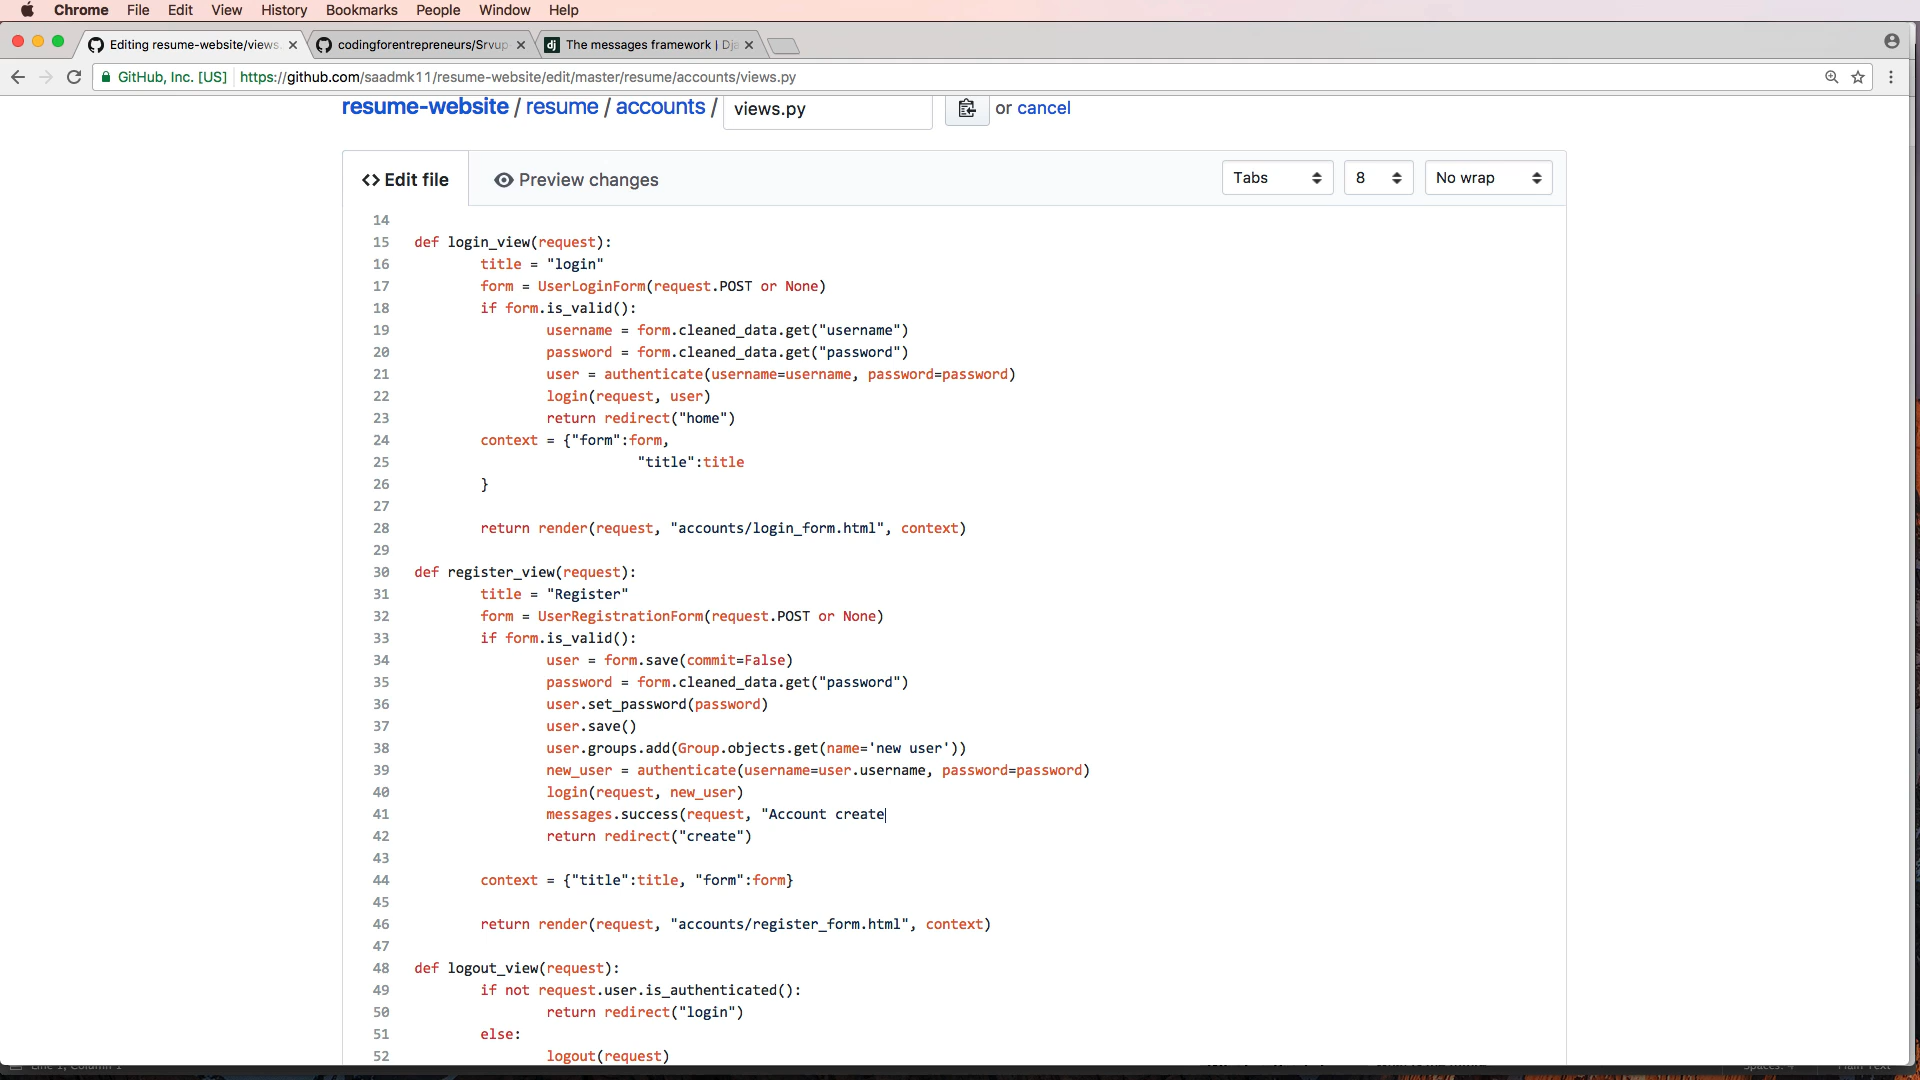 Chrome File Edit View History Bookmarks People Window Help
Editing resume-website/views. codingforentrepreneurs/Srvup The messages framework | Dj
GitHub, Inc. [US] https://github.com/saadmk11/resume-website/edit/master/resume/accounts/views.py
resume-website / resume / accounts / views.py or cancel
<> Edit file Preview changes Tabs 8 No wrap
14
15 def login_view(request):
16 title = "login"
17 form = UserLoginForm(request.POST or None)
18 if form.is_valid():
19 username = form.cleaned_data.get("username")
20 password = form.cleaned_data.get("password")
21 user = authenticate(username=username, password=password)
22 login(request, user)
23 return redirect("home")
24 context = {"form":form,
25 "title":title
26 }
27
28 return render(request, "accounts/login_form.html", context)
29
30 def register_view(request):
31 title = "Register"
32 form = UserRegistrationForm(request.POST or None)
33 if form.is_valid():
34 user = form.save(commit=False)
35 password = form.cleaned_data.get("password")
36 user.set_password(password)
37 user.save()
38 user.groups.add(Group.objects.get(name='new user'))
39 new_user = authenticate(username=user.username, password=password)
40 login(request, new_user)
41 messages.success(request, "Account create
42 return redirect("create")
43
44 context = {"title":title, "form":form}
45
46 return render(request, "accounts/register_form.html", context)
47
48 def logout_view(request):
49 if not request.user.is_authenticated():
50 return redirect("login")
51 else:
52 logout(request)